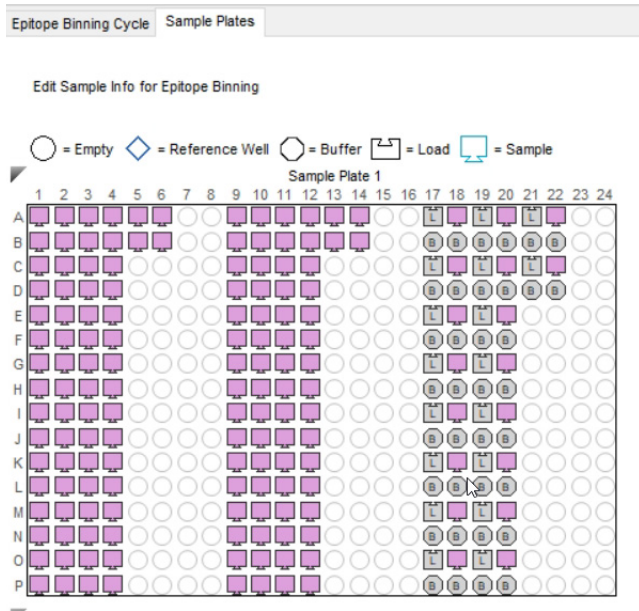 Epitope Binning Cycle Sample Plates
Edit Sample Info for Epitope Binning
= Empty = Reference Well = Buffer = Load = Sample
Sample Plate 1
1 2 3 4 5 6 7 8 9 10 11 12 13 14 15 16 17 18 19 20 21 22 23 24
A L L L
B B B B B B B
C L L L
D B B B B B B
E L L
F B B B B
G L L
H B B B B
I L L
J B B B B
K L L
L B B B B
M L L
N B B B B
O L L
P B B B B